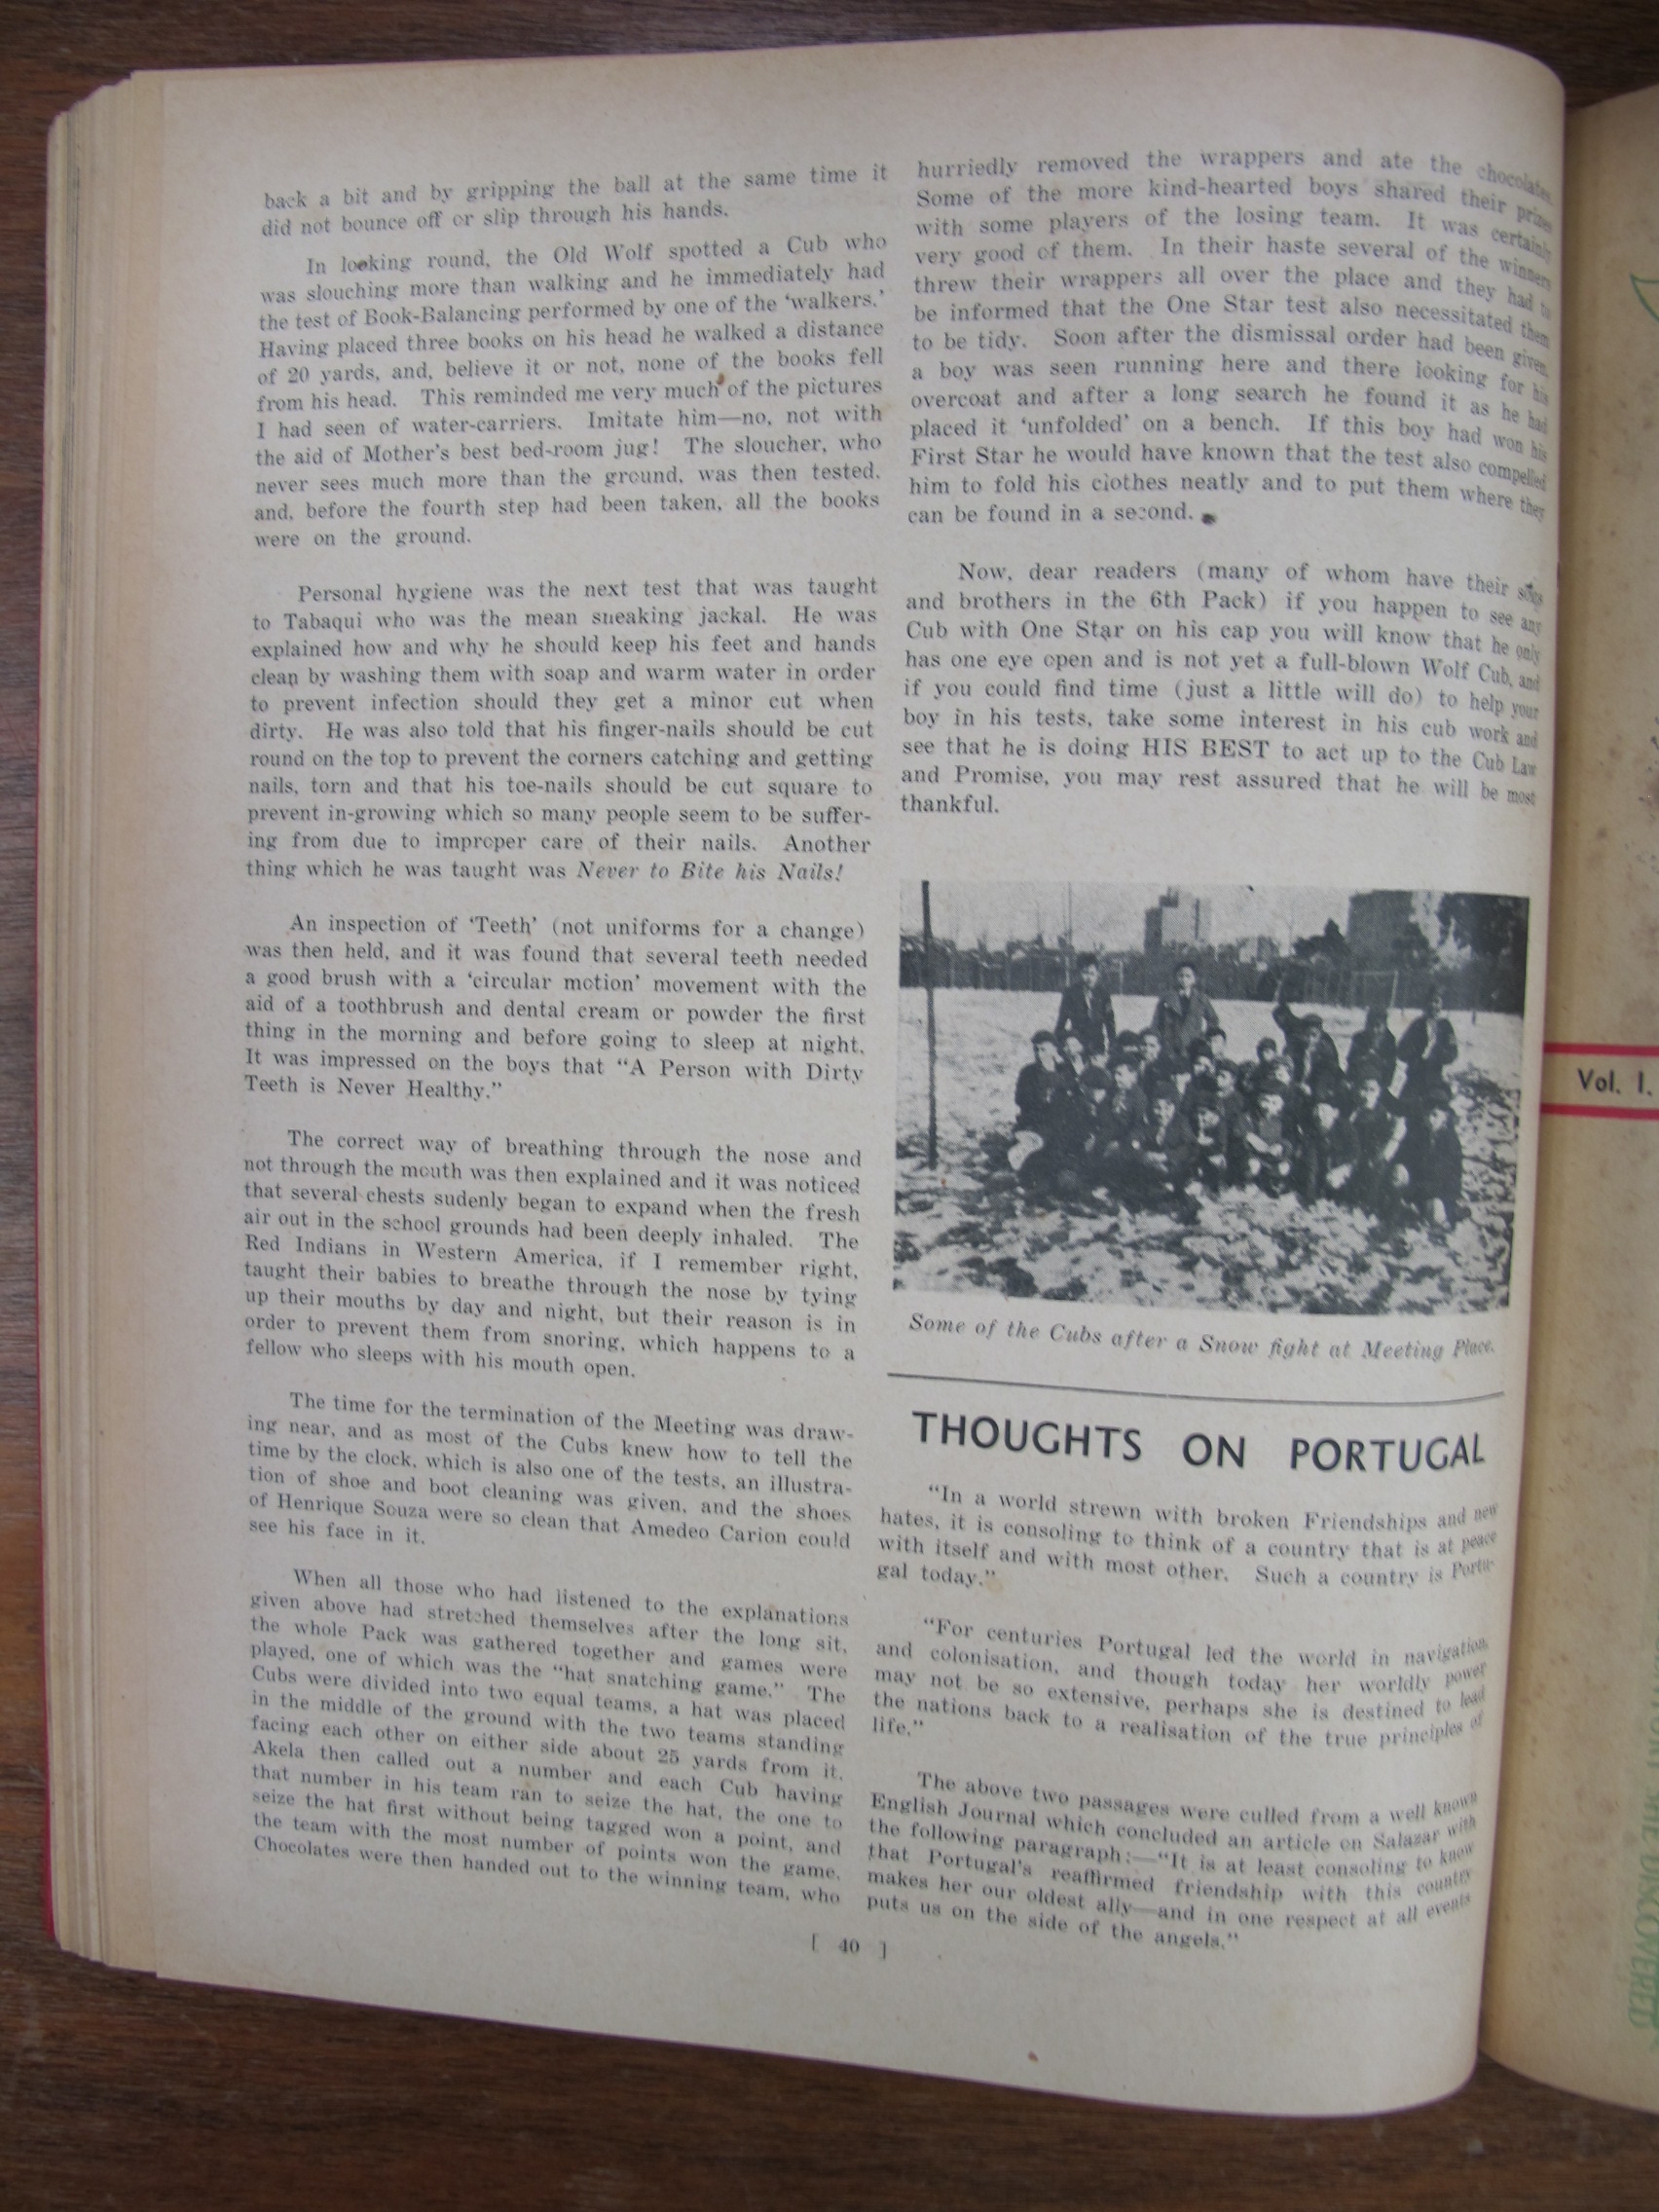 back a bit and by gripping the ball at the same time it
did not bounce off or slip through his hands.
In looking round, the Old Wolf spotted a Cub who
was slouching more than walking and he immediately had
the test of Book-Balancing performed by one of the ‘walkers.’
Having placed three books on his head he walked a distance
of 20 yards, and, believe it or not, none of the books fell
from his head. This reminded me very much of the pictures
I had seen of water-carriers. Imitate him—no, not with
the aid of Mother’s best bed-room jug! The sloucher, who
never sees much more than the ground, was then tested,
and, before the fourth step had been taken, all the books
were on the ground.
Personal hygiene was the next test that was taught
to Tabaqui who was the mean sneaking jackal. He was
explained how and why he should keep his feet and hands
clean by washing them with soap and warm water in order
to prevent infection should they get a minor cut when
dirty. He was also told that his finger-nails should be cut
round on the top to prevent the corners catching and getting
nails, torn and that his toe-nails should be cut square to
prevent in-growing which so many people seem to be suffer-
ing from due to improper care of their nails. Another
thing which he was taught was Never to Bite his Nails!
An inspection of ‘Teeth’ (not uniforms for a change)
was then held, and it was found that several teeth needed
a good brush with a ‘circular motion’ movement with the
aid of a toothbrush and dental cream or powder the first
thing in the morning and before going to sleep at night.
It was impressed on the boys that “A Person with Dirty
Teeth is Never Healthy.”
The correct way of breathing through the nose and
not through the mouth was then explained and it was noticed
that several chests sudenly began to expand when the fresh
air out in the school grounds had been deeply inhaled. The
Red Indians in Western America, if I remember right,
taught their babies to breathe through the nose by tying
up their mouths by day and night, but their reason is in
order to prevent them from snoring, which happens to a
fellow who sleeps with his mouth open.
The time for the termination of the Meeting was draw-
ing near, and as most of the Cubs knew how to tell the
time by the clock, which is also one of the tests, an illustra-
tion of shoe and boot cleaning was given, and the shoes
of Henrique Souza were so clean that Amedeo Carion could
see his face in it.
When all those who had listened to the explanations
given above had stretched themselves after the long sit,
the whole Pack was gathered together and games were
played, one of which was the “hat snatching game.” The
Cubs were divided into two equal teams, a hat was placed
in the middle of the ground with the two teams standing
facing each other on either side about 25 yards from it.
Akela then called out a number and each Cub having
that number in his team ran to seize the hat, the one to
seize the hat first without being tagged won a point, and
the team with the most number of points won the game.
Chocolates were then handed out to the winning team, who
hurriedly removed the wrappers and ate the chocolates.
Some of the more kind-hearted boys shared their prizes
with some players of the losing team. It was certainly
very good of them. In their haste several of the winners
threw their wrappers all over the place and they had to
be informed that the One Star test also necessitated them
to be tidy. Soon after the dismissal order had been given,
a boy was seen running here and there looking for his
overcoat and after a long search he found it as he had
placed it ‘unfolded’ on a bench. If this boy had won his
First Star he would have known that the test also compelled
him to fold his clothes neatly and to put them where they
can be found in a second.
Now, dear readers (many of whom have their sons
and brothers in the 6th Pack) if you happen to see any
Cub with One Star on his cap you will know that he only
has one eye open and is not yet a full-blown Wolf Cub, and
if you could find time (just a little will do) to help your
boy in his tests, take some interest in his cub work and
see that he is doing HIS BEST to act up to the Cub Law
and Promise, you may rest assured that he will be most
thankful.
Some of the Cubs after a Snow fight at Meeting Place.
THOUGHTS ON PORTUGAL
“In a world strewn with broken Friendships and new
hates, it is consoling to think of a country that is at peace
with itself and with most other. Such a country is Portu-
gal today.”
“For centuries Portugal led the world in navigation
and colonisation, and though today her worldly power
may not be so extensive, perhaps she is destined to lead
the nations back to a realisation of the true principles of
life.”
The above two passages were culled from a well known
English Journal which concluded an article on Salazar with
the following paragraph:—“It is at least consoling to know
that Portugal’s reaffirmed friendship with this country
makes her our oldest ally—and in one respect at all events
puts us on the side of the angels.”
[ 40 ]
Vol. I.